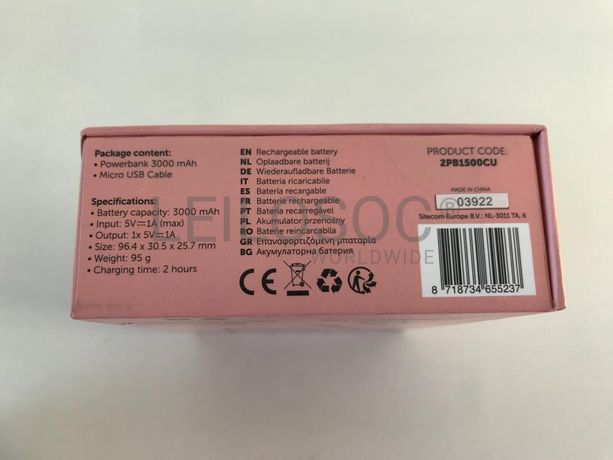 Package content:
• Powerbank 3000 mAh
• Micro USB Cable
Specifications:
• Battery capacity: 3000 mAh
• Input: 5V⎓1A (max)
• Output: 1x 5V⎓1A
• Size: 96.4 x 30.5 x 25.7 mm
• Weight: 95 g
• Charging time: 2 hours
EN Rechargeable battery
NL Oplaadbare batterij
DE Wiederaufladbare Batterie
IT Batteria ricaricabile
ES Batería recargable
FR Batterie rechargeable
PT Bateria recarregável
PL Akumulator przenośny
RO Baterie reîncărcabilă
GR Επαναφορτιζόμενη μπαταρία
BG Акумулаторна батерия
CE
PRODUCT CODE:
2PB1500CU
MADE IN CHINA
03922
Sitecom Europe B.V.: NL-3011 TA, 6
8 718734 655237
LEILOSOC®
WORLDWIDE